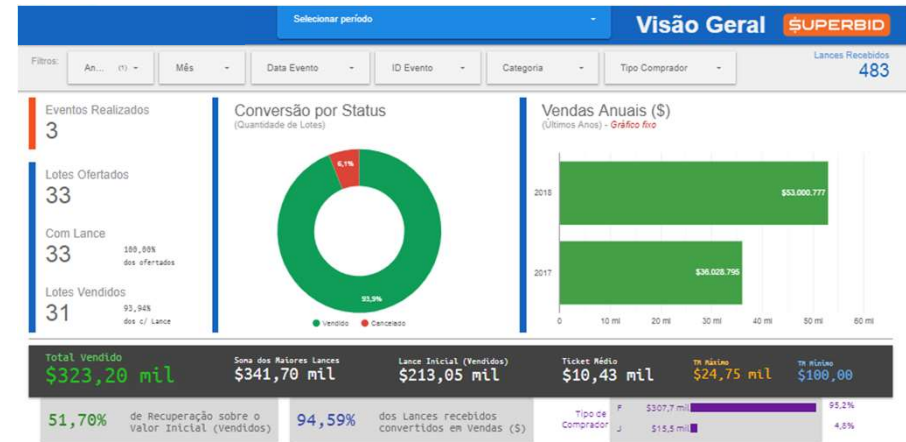 Selecionar período
Visão Geral
SUPERBID
Filtros:
An... (1)
Mês
Data Evento
ID Evento
Categoria
Tipo Comprador
Lances Recebidos
483
Eventos Realizados
3
Lotes Ofertados
33
Com Lance
33
100,00%
dos ofertados
Lotes Vendidos
31
93,94%
dos c/ Lance
Conversão por Status
(Quantidade de Lotes)
6,1%
93,9%
Vendido
Cancelado
Vendas Anuais ($)
(Últimos Anos) - Gráfico fixo
2018
$53.000.777
2017
$36.028.795
0
10 mi
20 mi
30 mi
40 mi
50 mi
60 mi
Total Vendido
$323,20 mil
Soma dos Maiores Lances
$341,70 mil
Lance Inicial (Vendidos)
$213,05 mil
Ticket Médio
$10,43 mil
TM Máximo
$24,75 mil
TM Mínimo
$100,00
51,70%
de Recuperação sobre o
Valor Inicial (Vendidos)
94,59%
dos Lances recebidos
convertidos em Vendas ($)
Tipo de
Comprador
F
$307,7 mil
95,2%
J
$15,5 mil
4,8%